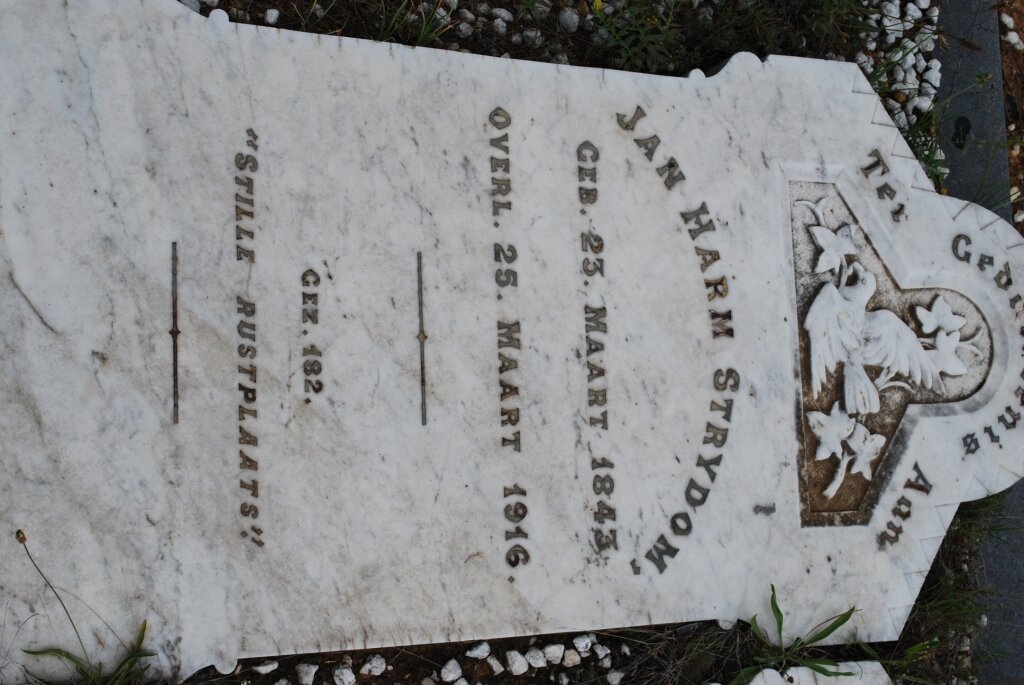 Ter Gedachtenis Aan
JAN HARM STRYDOM,
GEB. 23. MAART 1843,
OVERL. 25. MAART 1916.
GEZ. 182.
"STILLE RUSTPLAATS"